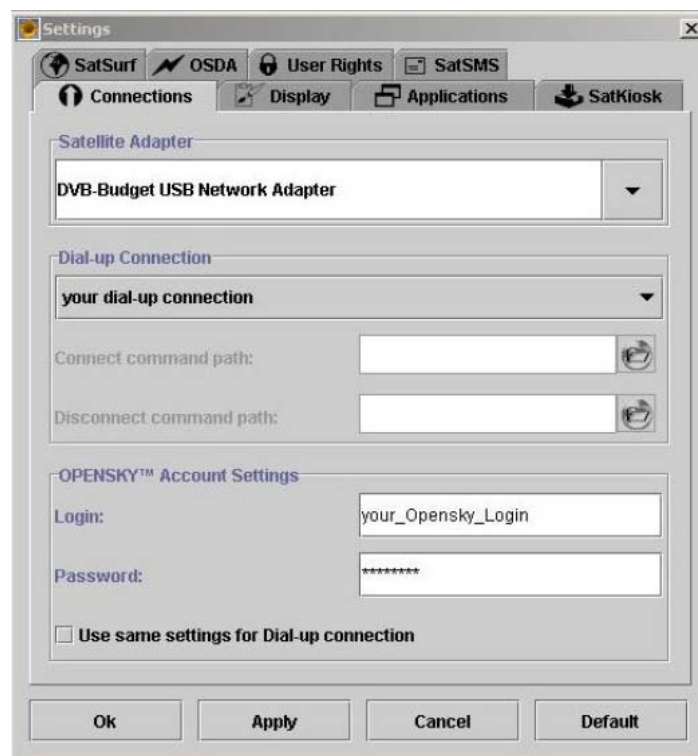 Settings
SatSurf OSDA User Rights SatSMS
Connections Display Applications SatKiosk
Satellite Adapter
DVB-Budget USB Network Adapter
Dial-up Connection
your dial-up connection
Connect command path:
Disconnect command path:
OPENSKY™ Account Settings
Login: your_Opensky_Login
Password: ********
Use same settings for Dial-up connection
Ok Apply Cancel Default